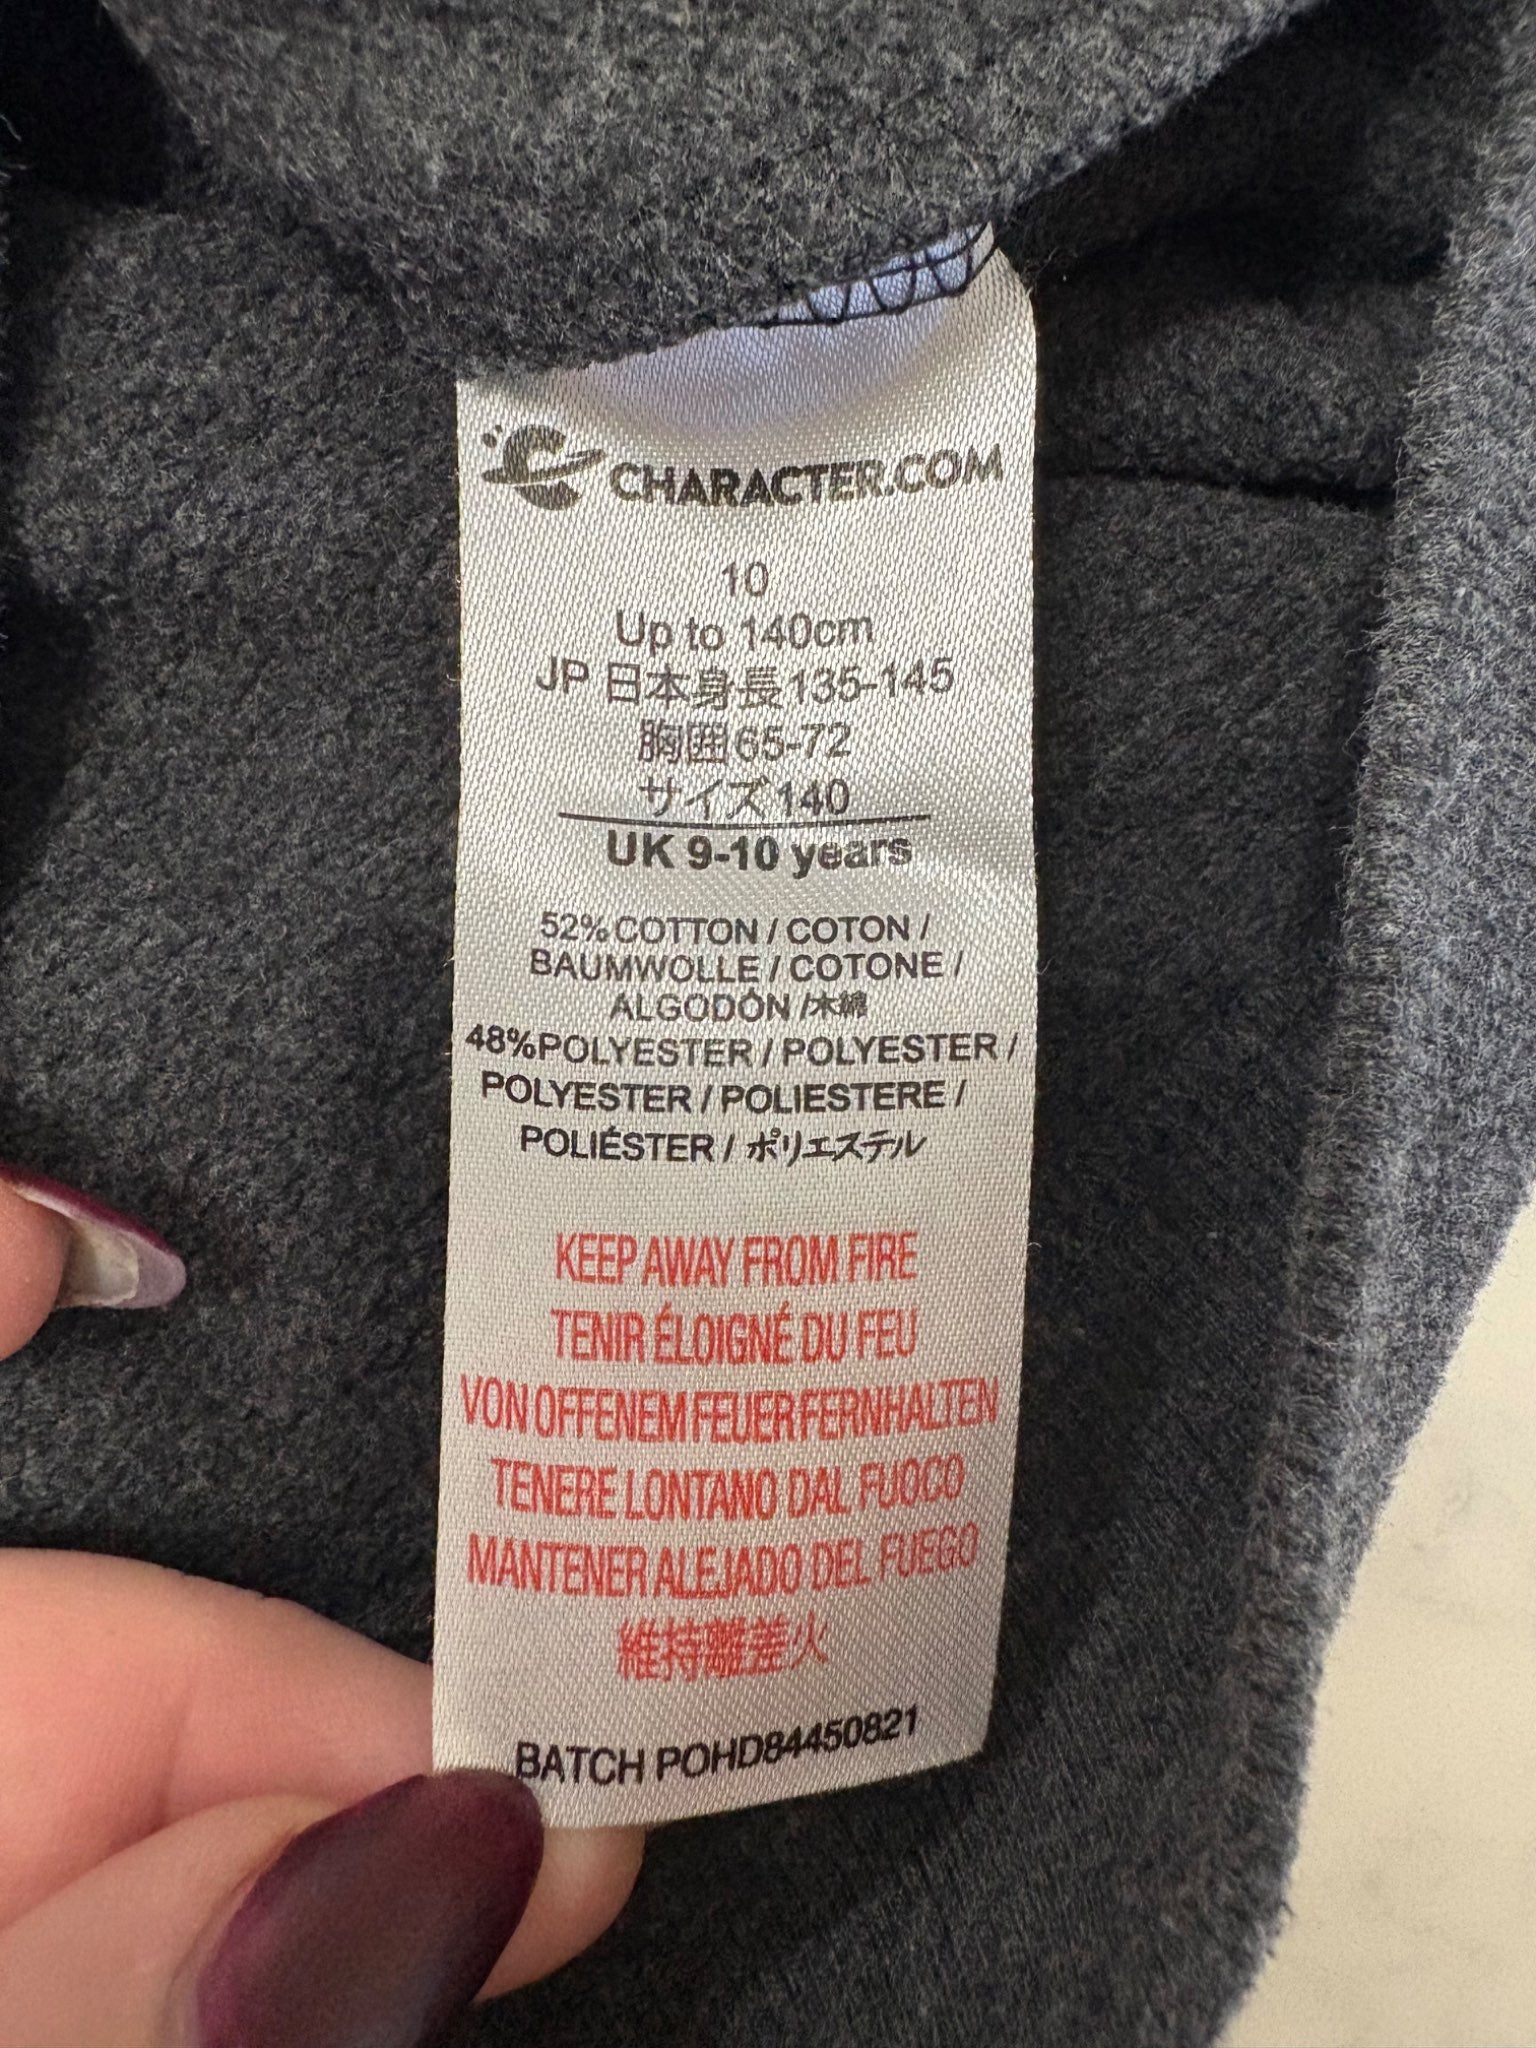 CHARACTER.COM
10
Up to 140cm
JP 日本身長135-145
胸囲65-72
サイズ140
UK 9-10 years
52%COTTON / COTON /
BAUMWOLLE / COTONE /
ALGODÓN /木綿
48%POLYESTER / POLYESTER /
POLYESTER / POLIESTERE /
POLIÉSTER / ポリエステル
KEEP AWAY FROM FIRE
TENIR ÉLOIGNÉ DU FEU
VON OFFENEM FEUER FERNHALTEN
TENERE LONTANO DAL FUOCO
MANTENER ALEJADO DEL FUEGO
維持離差火
BATCH POHD84450821